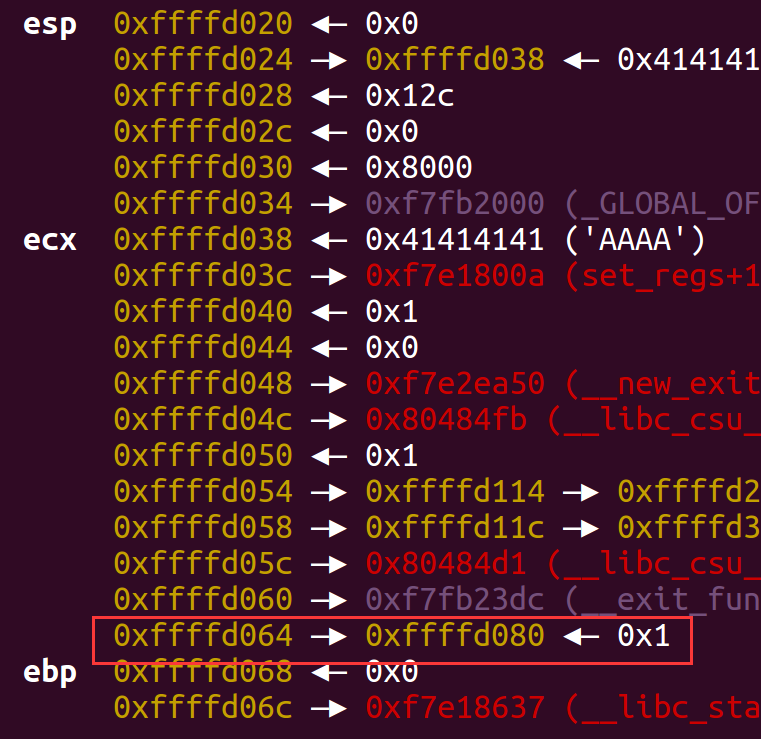 esp 0xffffd020 ◂— 0x0
0xffffd024 —▸ 0xffffd038 ◂— 0x414141
0xffffd028 ◂— 0x12c
0xffffd02c ◂— 0x0
0xffffd030 ◂— 0x8000
0xffffd034 —▸ 0xf7fb2000 (_GLOBAL_OF
ecx 0xffffd038 ◂— 0x41414141 ('AAAA')
0xffffd03c —▸ 0xf7e1800a (set_regs+1
0xffffd040 ◂— 0x1
0xffffd044 ◂— 0x0
0xffffd048 —▸ 0xf7e2ea50 (__new_exit
0xffffd04c —▸ 0x80484fb (__libc_csu_
0xffffd050 ◂— 0x1
0xffffd054 —▸ 0xffffd114 —▸ 0xffffd2
0xffffd058 —▸ 0xffffd11c —▸ 0xffffd3
0xffffd05c —▸ 0x80484d1 (__libc_csu_
0xffffd060 —▸ 0xf7fb23dc (__exit_fun
0xffffd064 —▸ 0xffffd080 ◂— 0x1
ebp 0xffffd068 ◂— 0x0
0xffffd06c —▸ 0xf7e18637 (__libc_sta